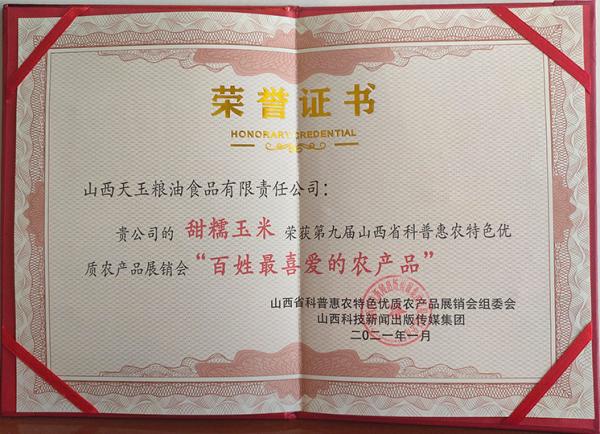 荣誉证书
HONORARY CREDENTIAL
山西天玉粮油食品有限责任公司：
贵公司的 甜糯玉米 荣获第九届山西省科普惠农特色优
质农产品展销会“百姓最喜爱的农产品”
山西省科普惠农特色优质农产品展销会组委会
山西科技新闻出版传媒集团
二〇二一年一月